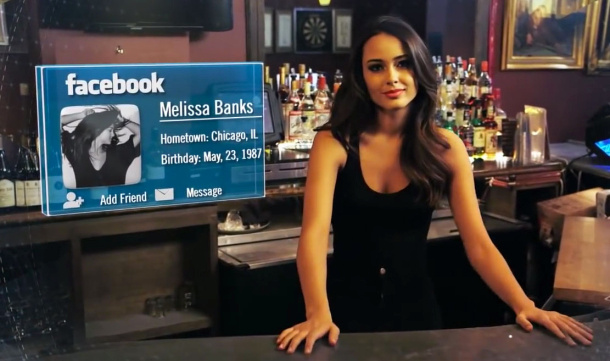 facebook
Melissa Banks
Hometown: Chicago, IL
Birthday: May, 23, 1987
Add Friend Message